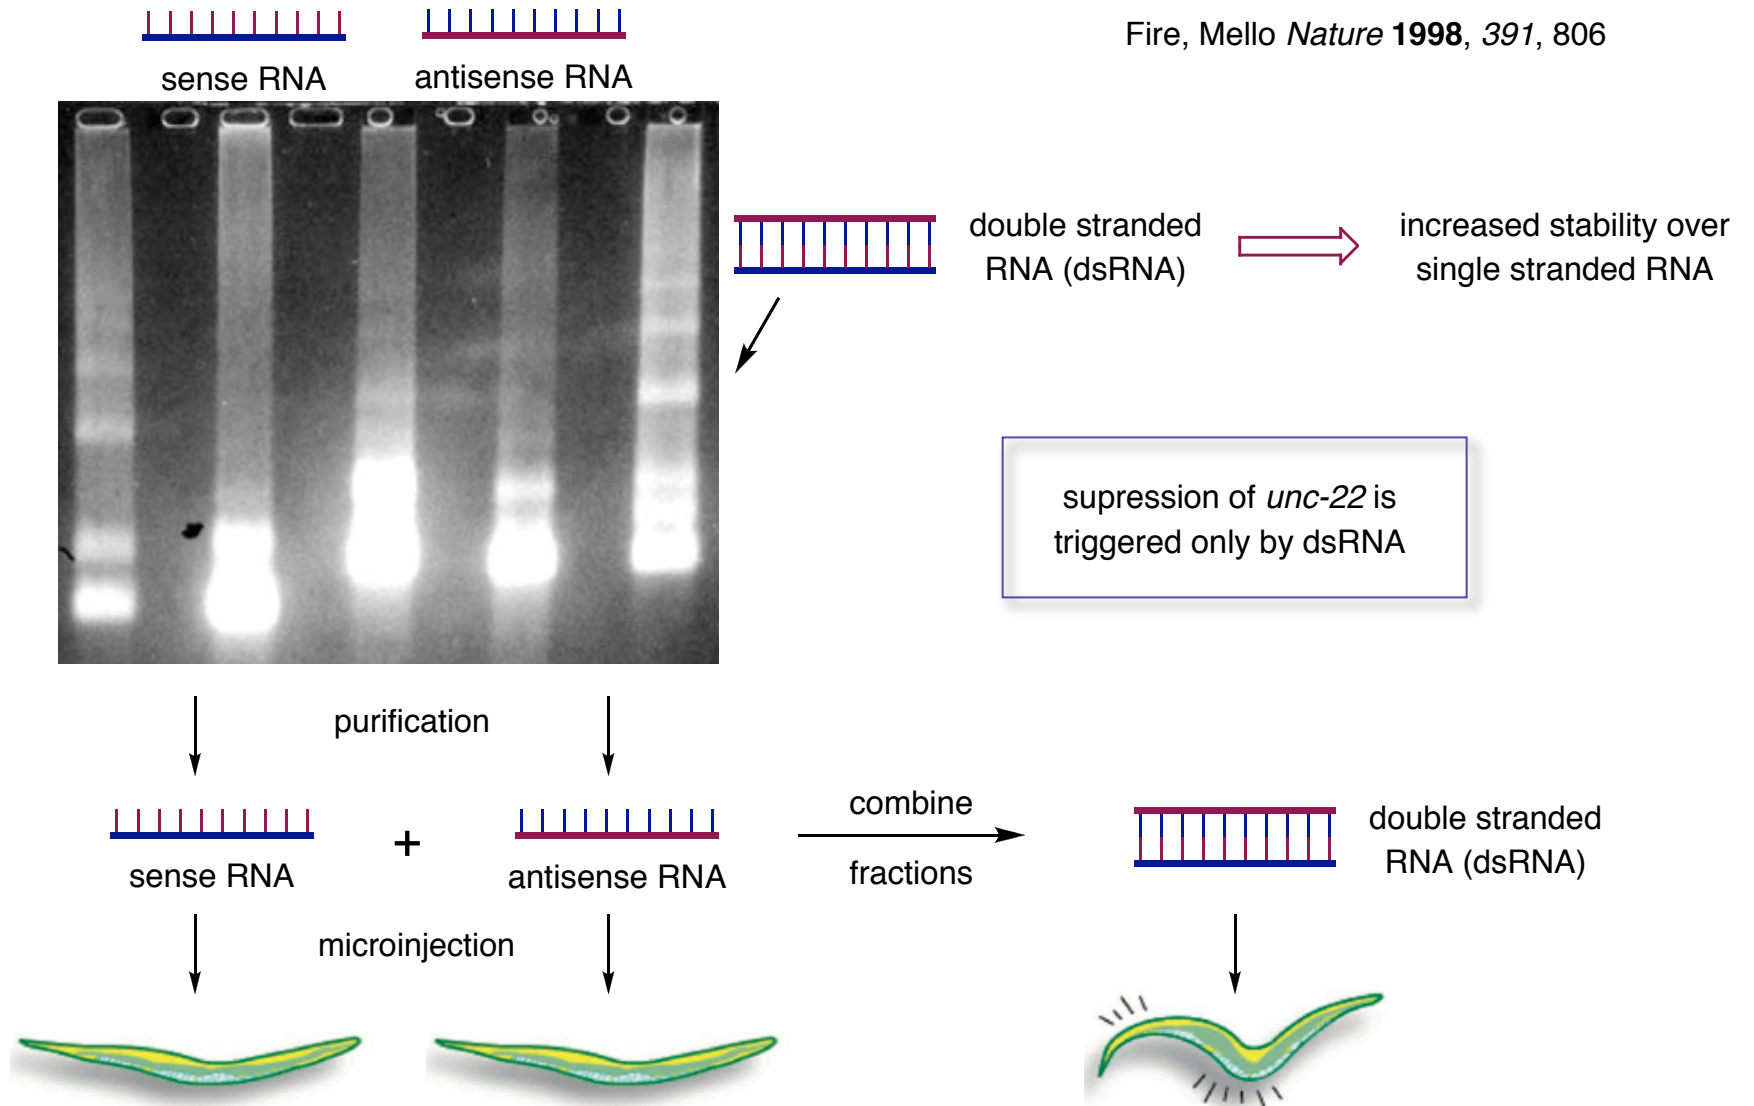 Fire, Mello Nature 1998, 391, 806
sense RNA
antisense RNA
double stranded
RNA (dsRNA)
increased stability over
single stranded RNA
supression of unc-22 is
triggered only by dsRNA
purification
sense RNA
+
antisense RNA
combine
fractions
double stranded
RNA (dsRNA)
microinjection